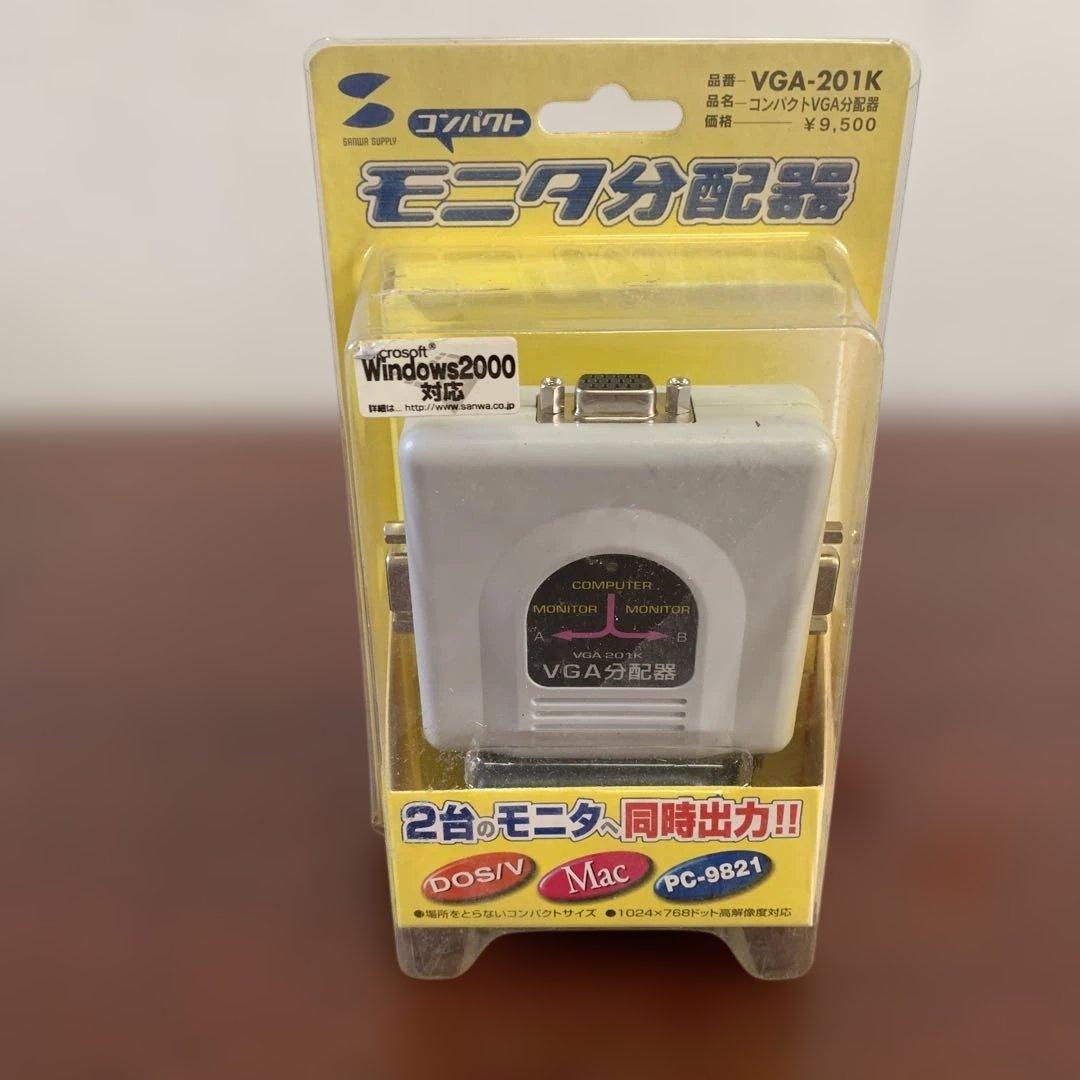 SANWA SUPPLY
コンパクト
品番 VGA-201K
品名 コンパクトVGA分配器
価格 ¥9,500
モニタ分配器
crosoft®
Windows2000
対応
詳細は... http://www.sanwa.co.jp
COMPUTER
MONITOR MONITOR
A B
VGA-201K
VGA分配器
2台のモニタへ同時出力!!
DOS/V Mac PC-9821
●場所をとらないコンパクトサイズ ●1024×768ドット高解像度対応